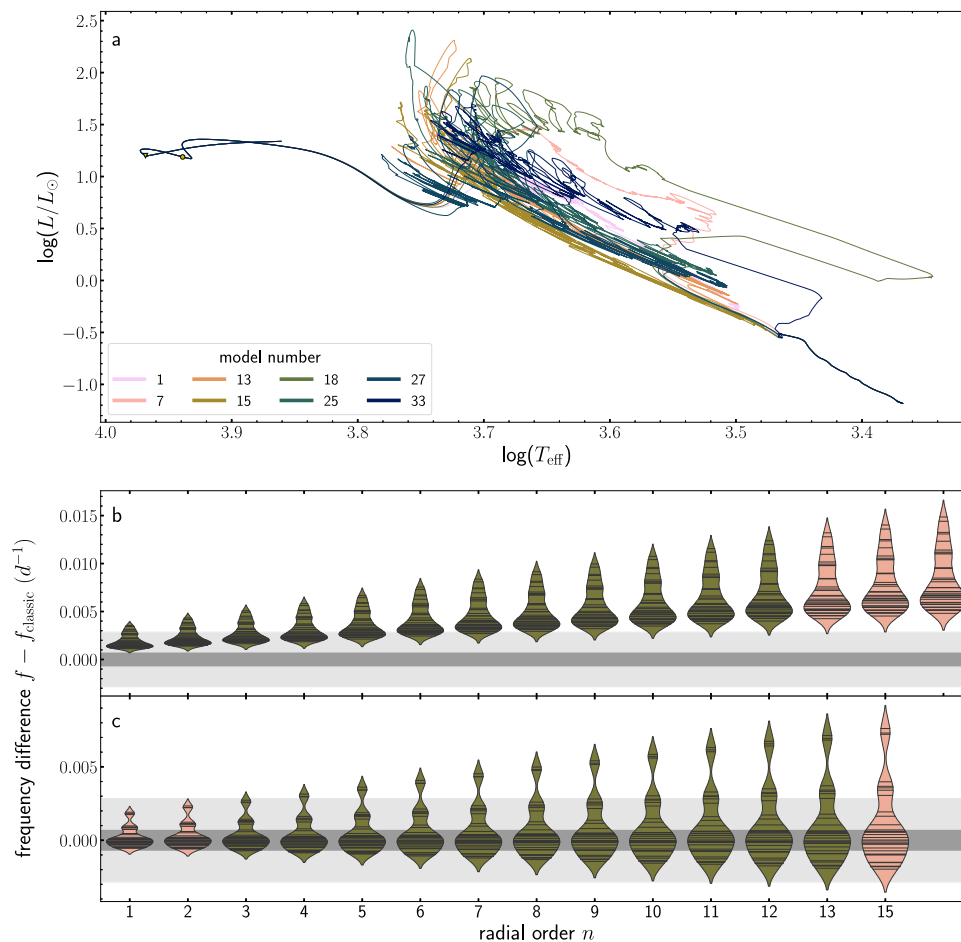 a
2.5
2.0
1.5
1.0
0.5
0.0
−0.5
−1.0
log(L/L⊙)
model number
1 13 18 27
7 15 25 33
4.0 3.9 3.8 3.7 3.6 3.5 3.4
log(Teff)
b
0.015
0.010
0.005
0.000
c
0.005
0.000
frequency difference f − fclassic (d⁻¹)
1 2 3 4 5 6 7 8 9 10 11 12 13 15
radial order n